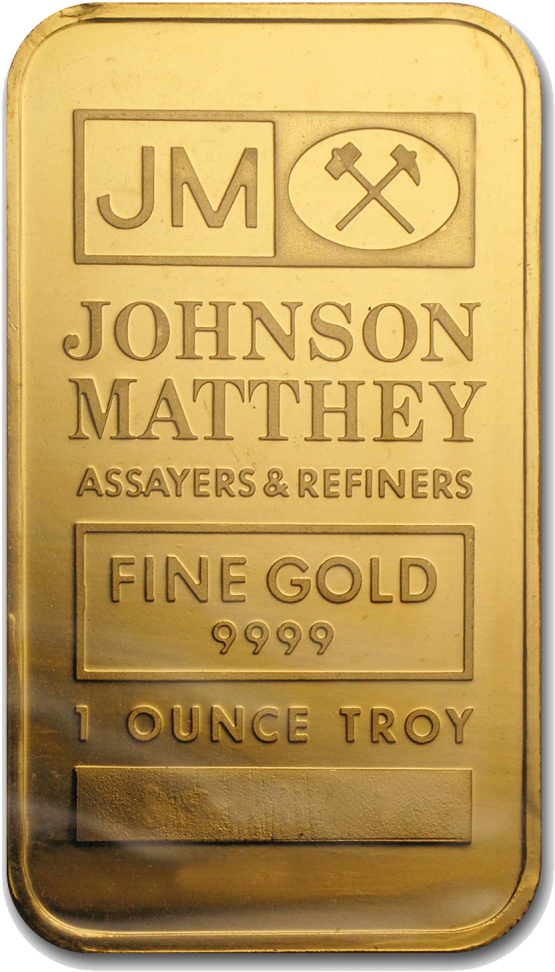 JM
JOHNSON
MATTHEY
ASSAYERS & REFINERS
FINE GOLD
9999
1 OUNCE TROY